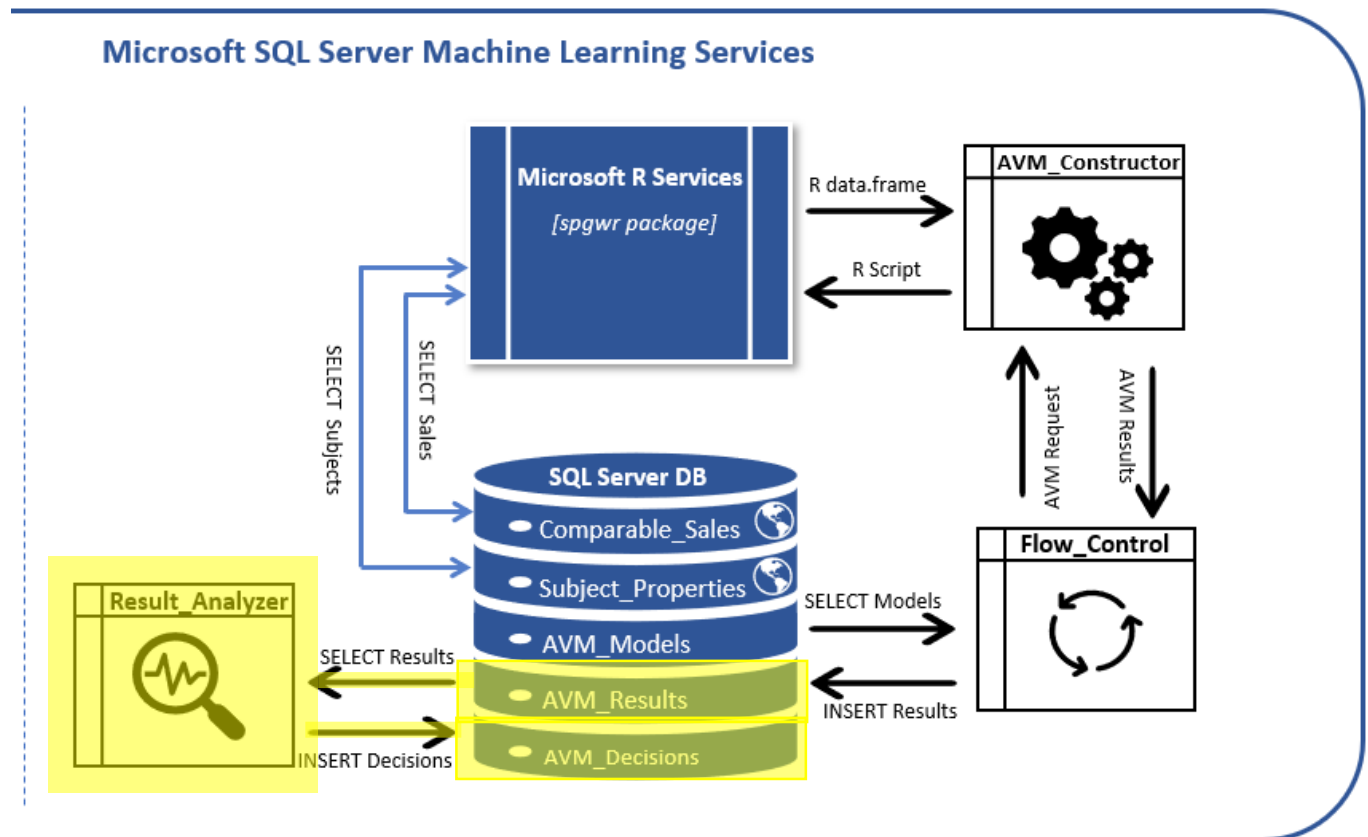 Microsoft SQL Server Machine Learning Services
Microsoft R Services
[spgwr package]
R data.frame
R Script
AVM_Constructor
SELECT Subjects
SELECT Sales
AVM Request
AVM Results
SQL Server DB
Comparable_Sales
Subject_Properties
AVM_Models
AVM_Results
AVM_Decisions
SELECT Models
INSERT Results
Flow_Control
Result_Analyzer
SELECT Results
INSERT Decisions